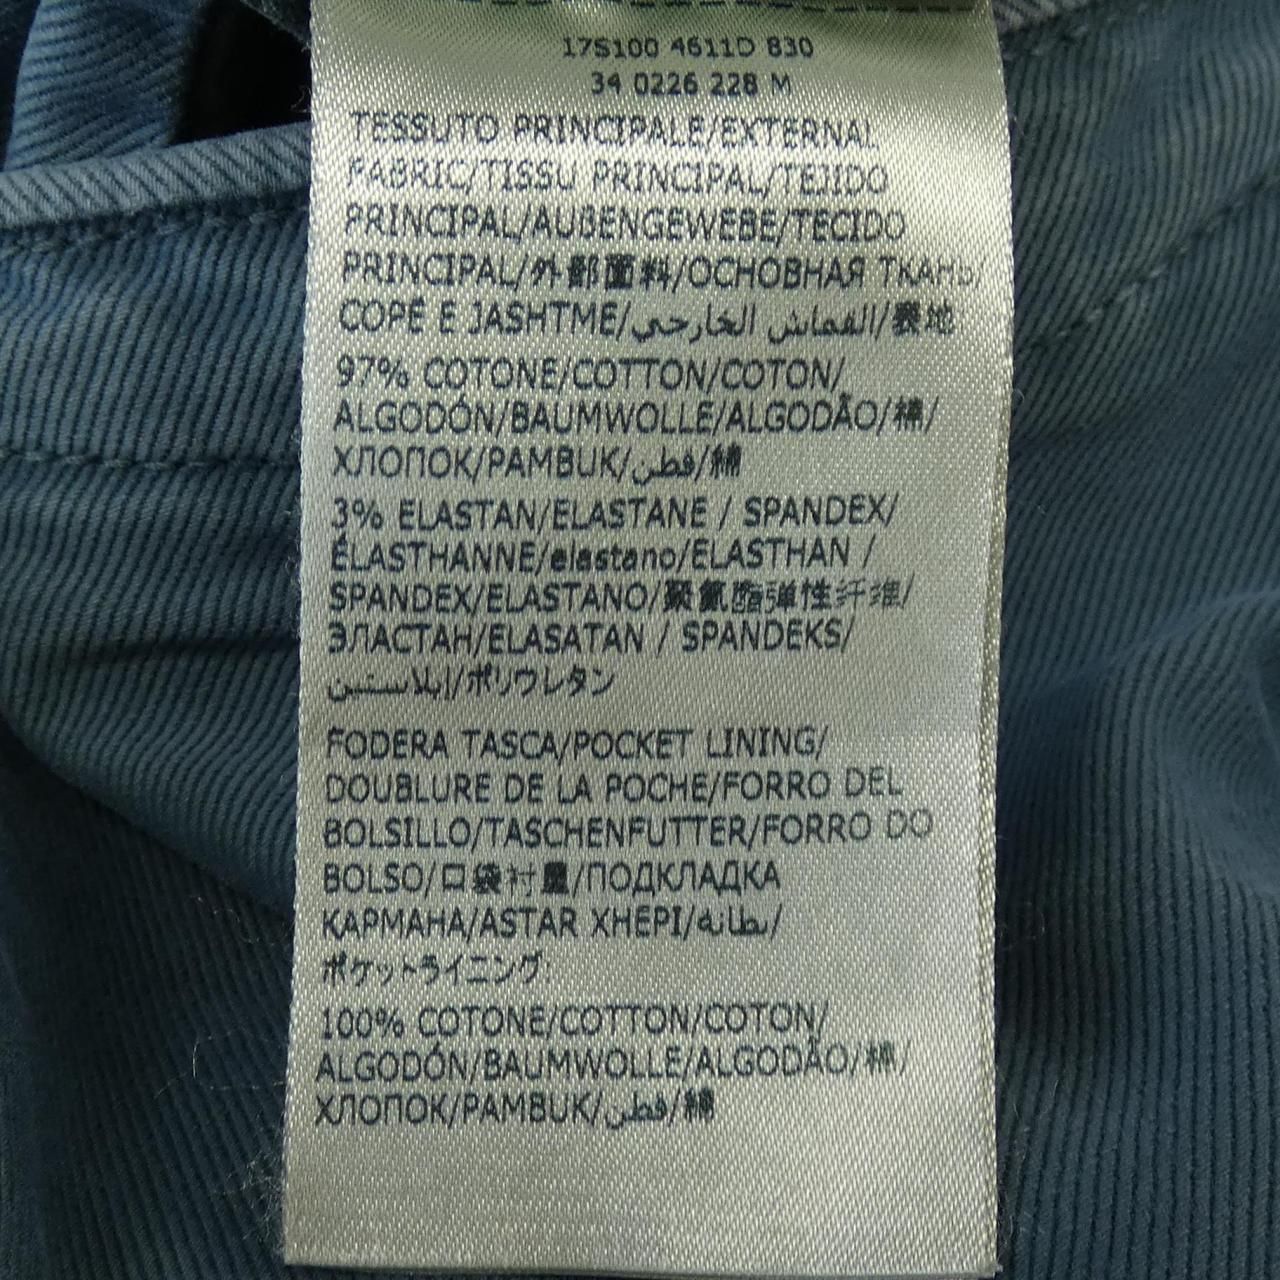 17S100 4611D 830
34 0226 228 M
TESSUTO PRINCIPALE/EXTERNAL
FABRIC/TISSU PRINCIPAL/TEJIDO
PRINCIPAL/AUBENGEWEBE/TECIDO
PRINCIPAL/外部面料/ОСНОВНАЯ ТКАНЬ/
COPË E JASHTME/القماش الخارجي/表地
97% COTONE/COTTON/COTON/
ALGODÓN/BAUMWOLLE/ALGODÃO/棉/
ХЛОПОК/PAMBUK/قطن/綿
3% ELASTAN/ELASTANE / SPANDEX/
ÉLASTHANNE/elastano/ELASTHAN /
SPANDEX/ELASTANO/聚氨酯弹性纤维/
ЭЛАСТАН/ELASATAN / SPANDEKS/
إيلاستين/ポリウレタン
FODERA TASCA/POCKET LINING/
DOUBLURE DE LA POCHE/FORRO DEL
BOLSILLO/TASCHENFUTTER/FORRO DO
BOLSO/口袋衬里/ПОДКЛАДКА
КАРМАНА/ASTAR XHEPI/بطانة/
ポケットライニング:
100% COTONE/COTTON/COTON/
ALGODÓN/BAUMWOLLE/ALGODÃO/棉/
ХЛОПОК/PAMBUK/قطن/綿